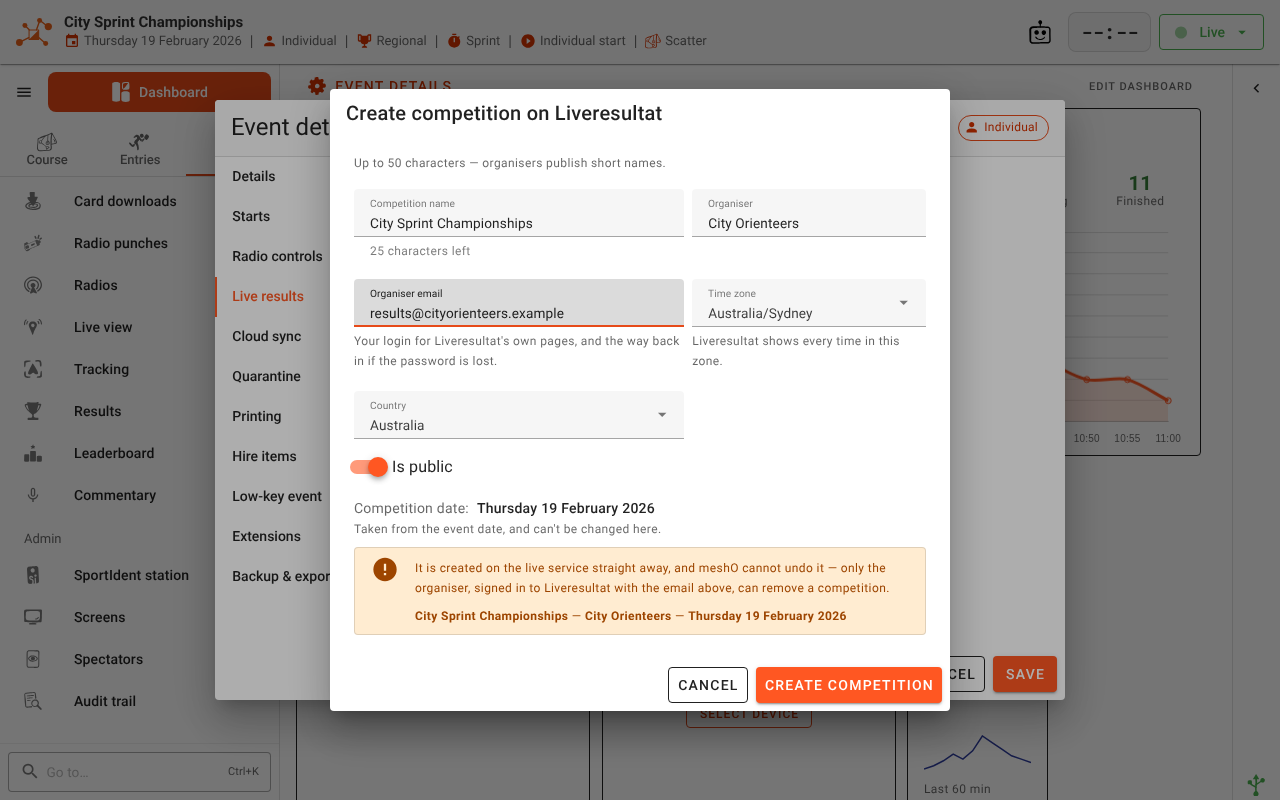 City Sprint Championships
Thursday 19 February 2026 | Individual | Regional | Sprint | Individual start | Scatter
--:--
Live
Dashboard
EVENT DETAILS
EDIT DASHBOARD
Course
Entries
Card downloads
Radio punches
Radios
Live view
Tracking
Results
Leaderboard
Commentary
Admin
SportIdent station
Screens
Spectators
Audit trail
Go to...
Ctrl+K
Individual
Details
Starts
Radio controls
Live results
Cloud sync
Quarantine
Printing
Hire items
Low-key event
Extensions
Create competition on Liveresultat
Up to 50 characters — organisers publish short names.
Competition name
City Sprint Championships
25 characters left
Organiser
City Orienteers
Organiser email
results@cityorienteers.example
Your login for Liveresultat's own pages, and the way back
in if the password is lost.
Time zone
Australia/Sydney
Liveresultat shows every time in this
zone.
Country
Australia
Is public
Competition date: Thursday 19 February 2026
Taken from the event date, and can't be changed here.
It is created on the live service straight away, and meshO cannot undo it — only the
organiser, signed in to Liveresultat with the email above, can remove a competition.
City Sprint Championships — City Orienteers — Thursday 19 February 2026
CANCEL
CREATE COMPETITION
SAVE
11
Finished
10:50 10:55 11:00
SELECT DEVICE
Last 60 min